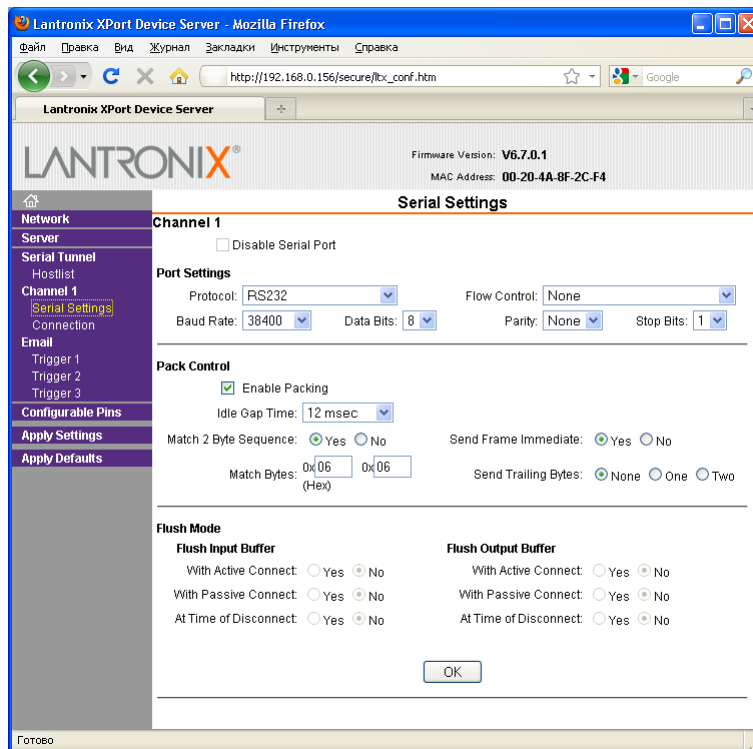 Lantronix XPort Device Server - Mozilla Firefox
Файл Правка Вид Журнал Закладки Инструменты Справка
http://192.168.0.156/secure/ltx_conf.htm
Google
Lantronix XPort Device Server
LANTRONIX®
Firmware Version: V6.7.0.1
MAC Address: 00-20-4A-8F-2C-F4
Network
Server
Serial Tunnel
Hostlist
Channel 1
Serial Settings
Connection
Email
Trigger 1
Trigger 2
Trigger 3
Configurable Pins
Apply Settings
Apply Defaults
Serial Settings
Channel 1
Disable Serial Port
Port Settings
Protocol: RS232 Flow Control: None
Baud Rate: 38400 Data Bits: 8 Parity: None Stop Bits: 1
Pack Control
Enable Packing
Idle Gap Time: 12 msec
Match 2 Byte Sequence: Yes No Send Frame Immediate: Yes No
Match Bytes: 0x 06 0x 06 Send Trailing Bytes: None One Two
(Hex)
Flush Mode
Flush Input Buffer Flush Output Buffer
With Active Connect: Yes No With Active Connect: Yes No
With Passive Connect: Yes No With Passive Connect: Yes No
At Time of Disconnect: Yes No At Time of Disconnect: Yes No
OK
Готово